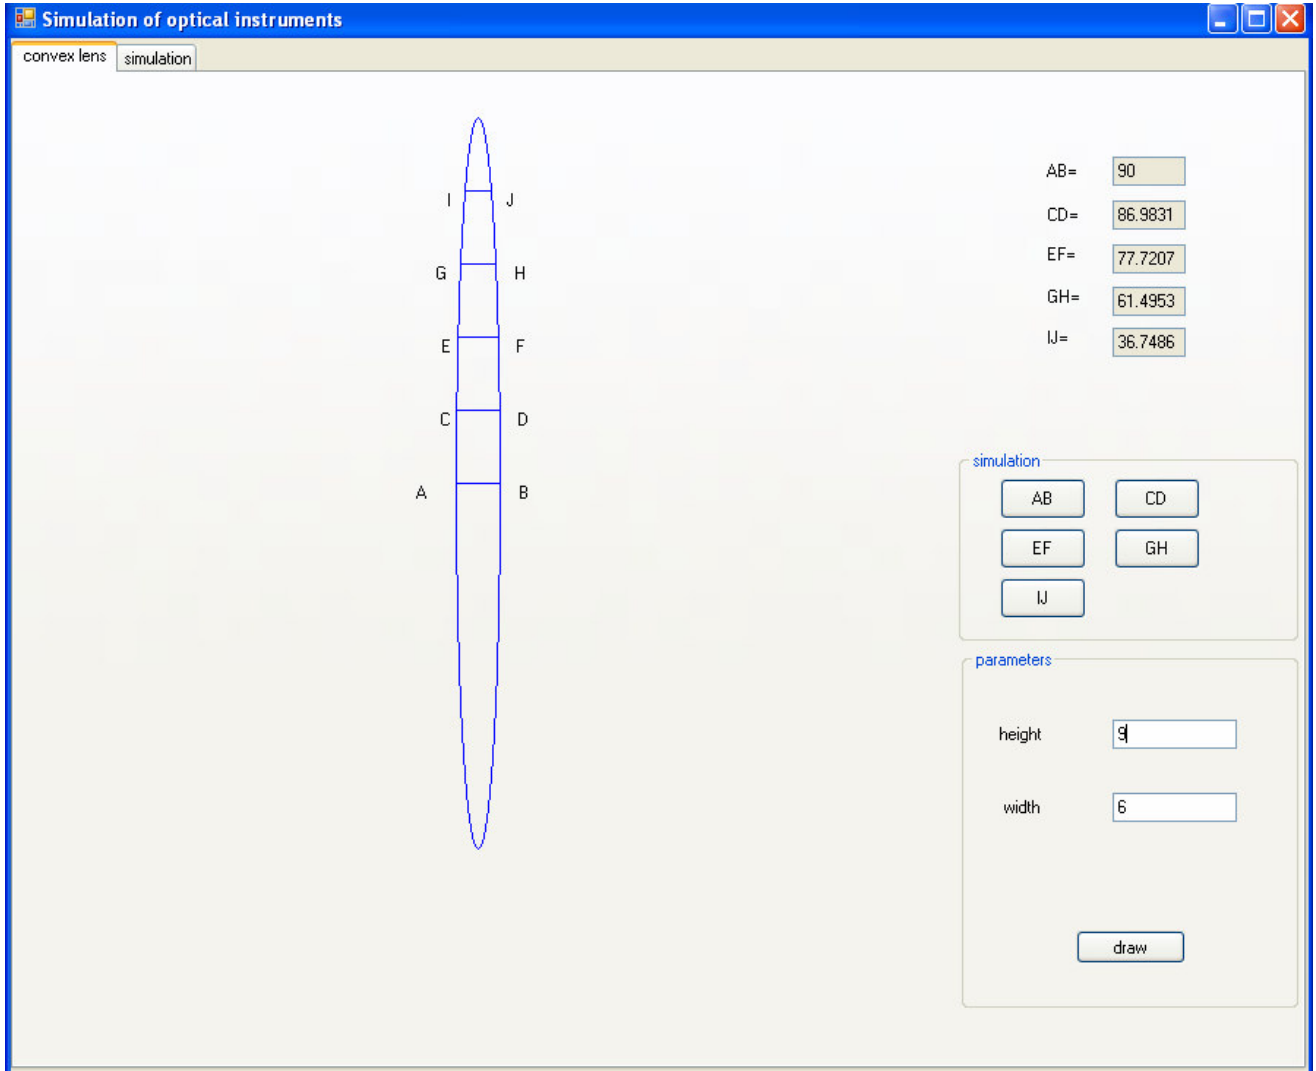 Simulation of optical instruments
convex lens simulation
AB= 90
CD= 86.9831
EF= 77.7207
GH= 61.4953
IJ= 36.7486
I J
G H
E F
C D
A B
simulation
AB CD
EF GH
IJ
parameters
height 9
width 6
draw